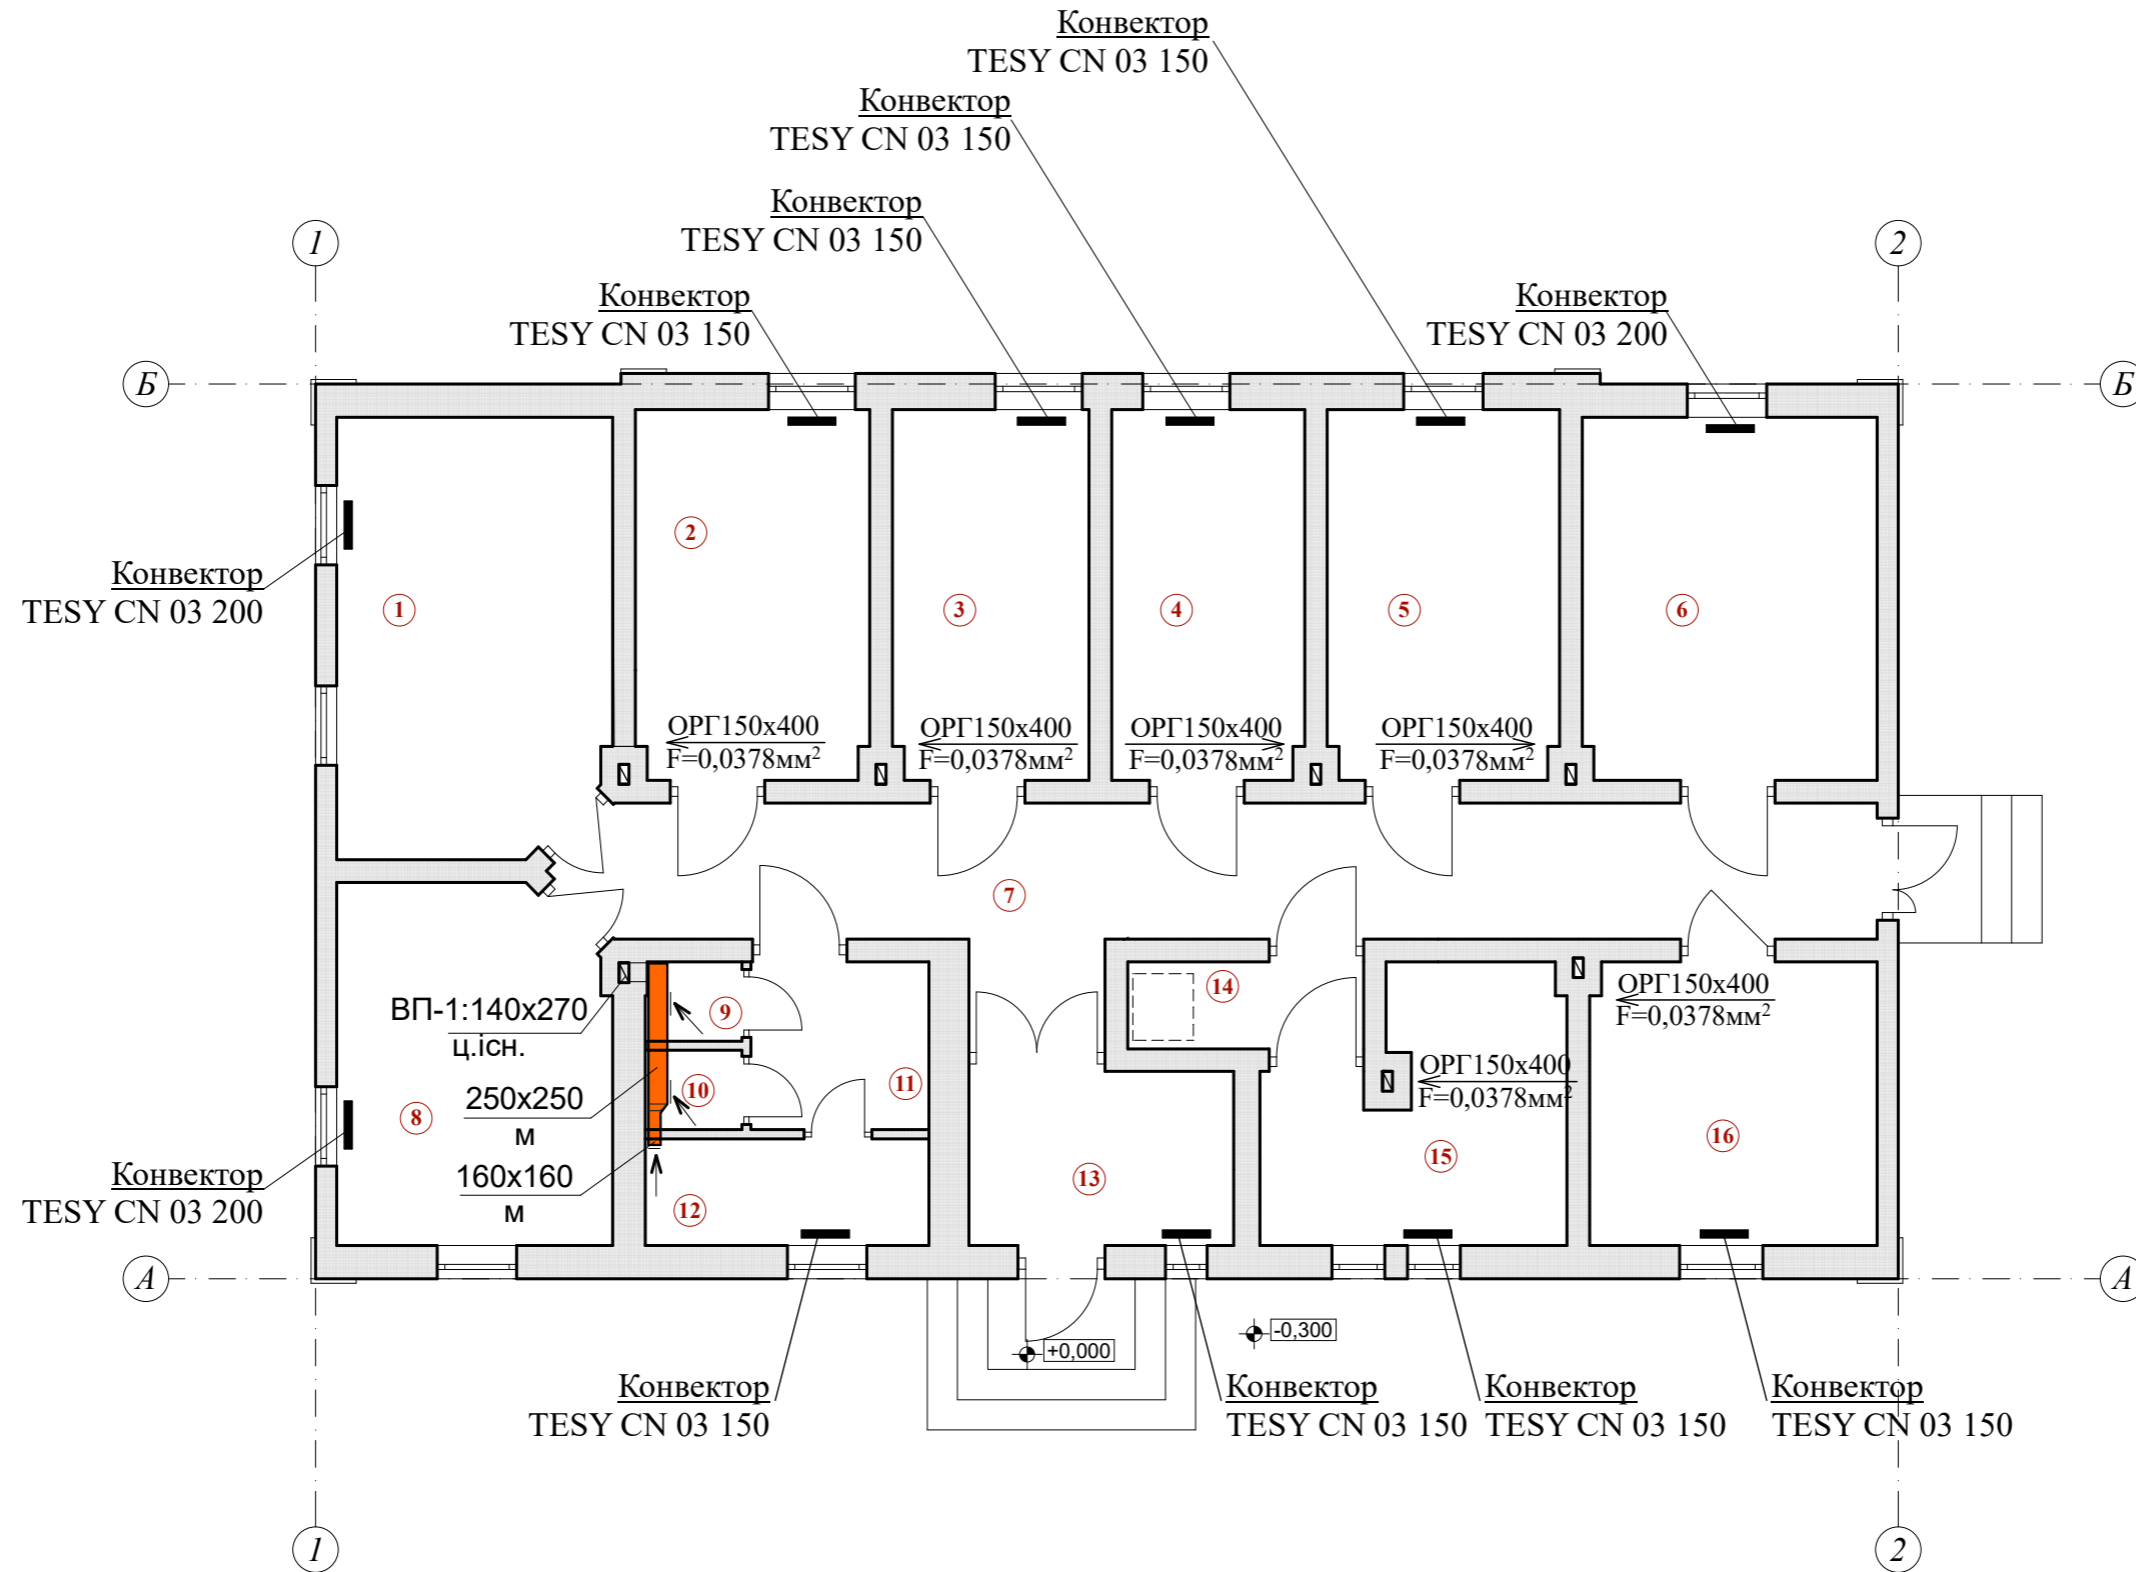 Конвектор
TESY CN 03 150
Конвектор
TESY CN 03 150
Конвектор
TESY CN 03 150
Конвектор
TESY CN 03 150
Конвектор
TESY CN 03 200
1
2
Б
Б
Конвектор
TESY CN 03 200
1
2
3
4
5
6
ОРГ150х400
F=0,0378мм²
ОРГ150х400
F=0,0378мм²
ОРГ150х400
F=0,0378мм²
ОРГ150х400
F=0,0378мм²
7
ВП-1:140х270
ц.існ.
250х250
м
160х160
м
8
9
10
11
12
13
14
15
16
ОРГ150х400
F=0,0378мм²
ОРГ150х400
F=0,0378мм²
Конвектор
TESY CN 03 200
А
А
+0,000
-0,300
Конвектор
TESY CN 03 150
Конвектор
TESY CN 03 150
Конвектор
TESY CN 03 150
Конвектор
TESY CN 03 150
1
2